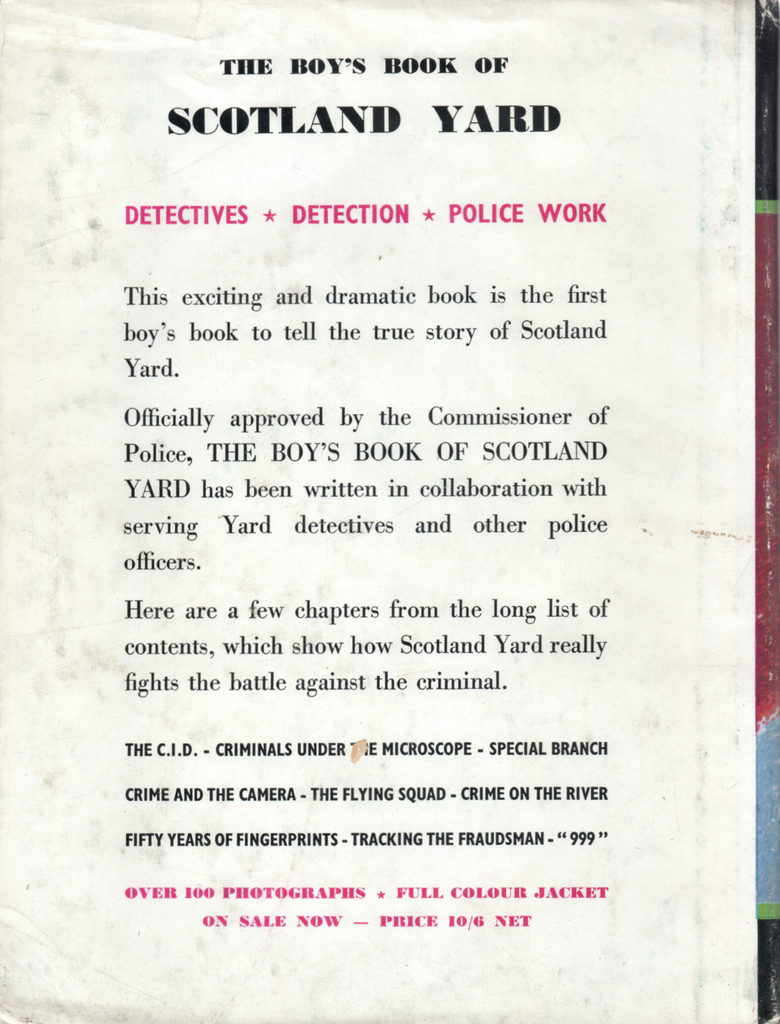 THE BOY'S BOOK OF
SCOTLAND YARD
DETECTIVES ★ DETECTION ★ POLICE WORK
This exciting and dramatic book is the first
boy's book to tell the true story of Scotland
Yard.
Officially approved by the Commissioner of
Police, THE BOY'S BOOK OF SCOTLAND
YARD has been written in collaboration with
serving Yard detectives and other police
officers.
Here are a few chapters from the long list of
contents, which show how Scotland Yard really
fights the battle against the criminal.
THE C.I.D. - CRIMINALS UNDER THE MICROSCOPE - SPECIAL BRANCH
CRIME AND THE CAMERA - THE FLYING SQUAD - CRIME ON THE RIVER
FIFTY YEARS OF FINGERPRINTS - TRACKING THE FRAUDSMAN - "999"
OVER 100 PHOTOGRAPHS ★ FULL COLOUR JACKET
ON SALE NOW — PRICE 10/6 NET